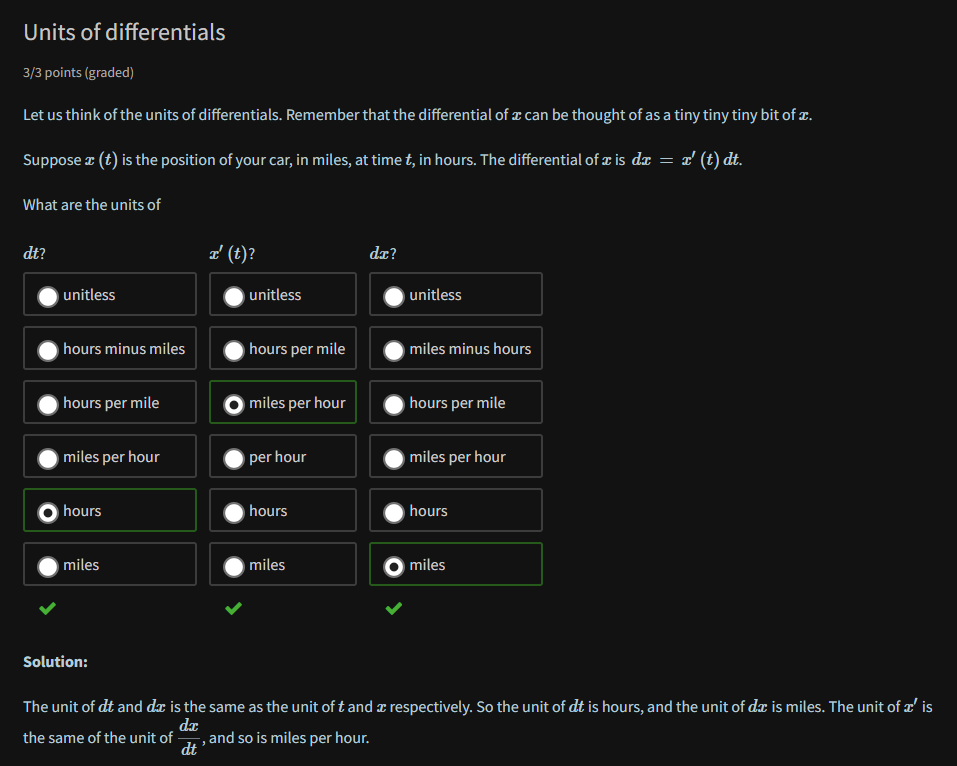 Units of differentials
3/3 points (graded)
Let us think of the units of differentials. Remember that the differential of x can be thought of as a tiny tiny tiny bit of x.
Suppose x (t) is the position of your car, in miles, at time t, in hours. The differential of x is dx = x′ (t) dt.
What are the units of
dt? x′ (t)? dx?
unitless unitless unitless
hours minus miles hours per mile miles minus hours
hours per mile miles per hour hours per mile
miles per hour per hour miles per hour
hours hours hours
miles miles miles
Solution:
The unit of dt and dx is the same as the unit of t and x respectively. So the unit of dt is hours, and the unit of dx is miles. The unit of x′ is
the same of the unit of dx/dt, and so is miles per hour.